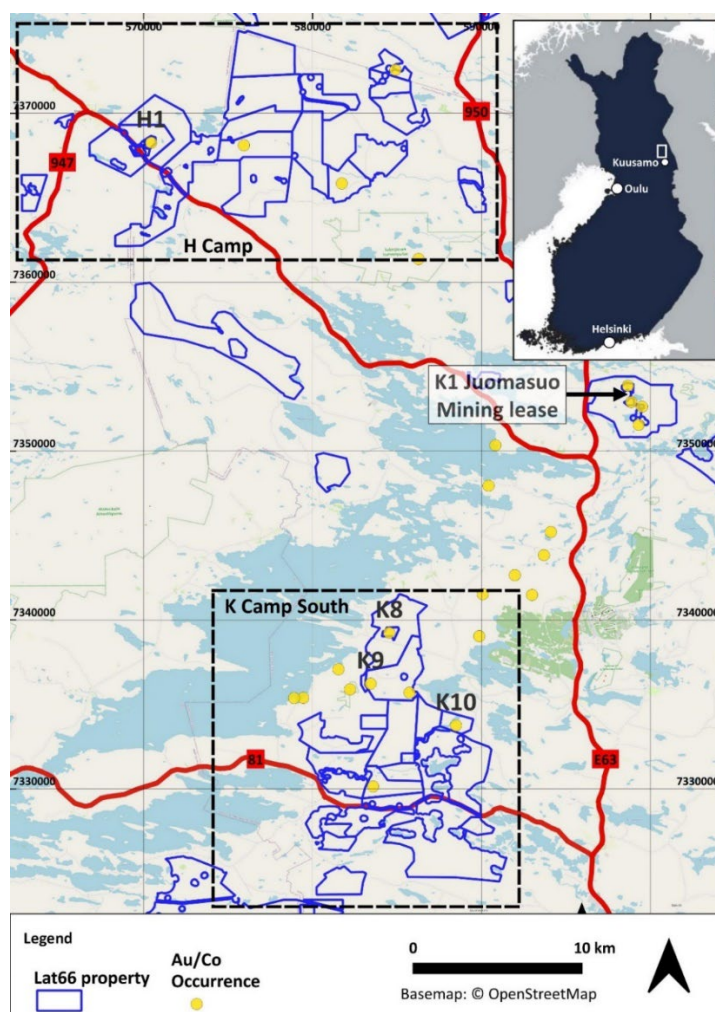 570000
580000
590000
7370000
H1
950
947
H Camp
7360000
Kuusamo
Oulu
Helsinki
K1 Juomasuo
Mining lease
7350000
7350000
7340000
7340000
K Camp South
K8
K9
K10
81
E63
7330000
7330000
Legend
Lat66 property
Au/Co
Occurrence
0
10 km
Basemap: © OpenStreetMap